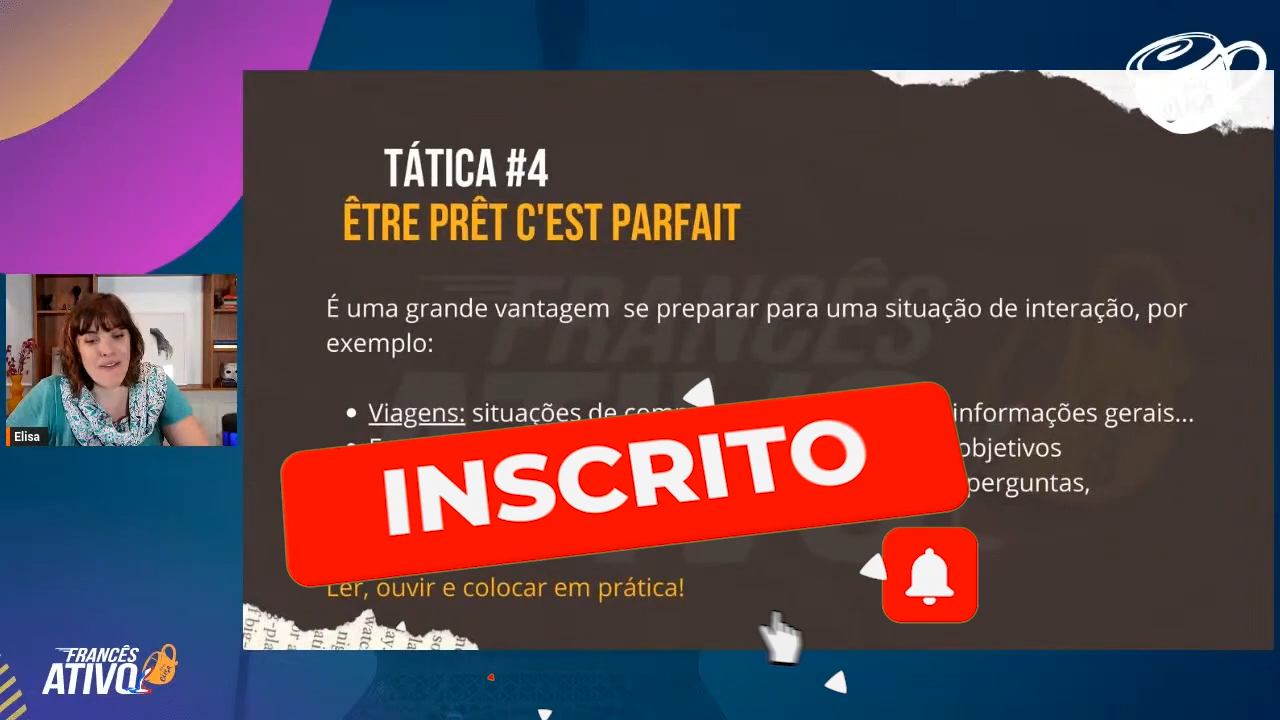 TÁTICA #4
ÊTRE PRÊT C'EST PARFAIT
É uma grande vantagem se preparar para uma situação de interação, por
exemplo:
Viagens: situações de informações gerais...
objetivos
perguntas,
INSCRITO
Ler, ouvir e colocar em prática!
Elisa
FRANCÊS
ATIVO